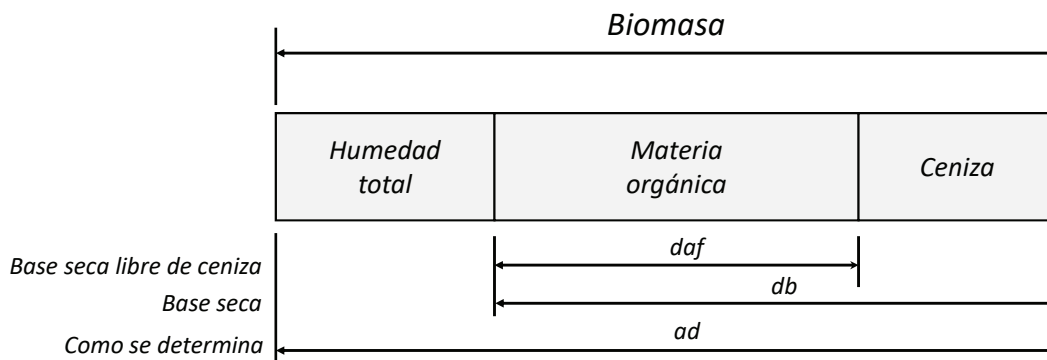 Biomasa
Humedad
total
Materia
orgánica
Ceniza
Base seca libre de ceniza
daf
Base seca
db
Como se determina
ad